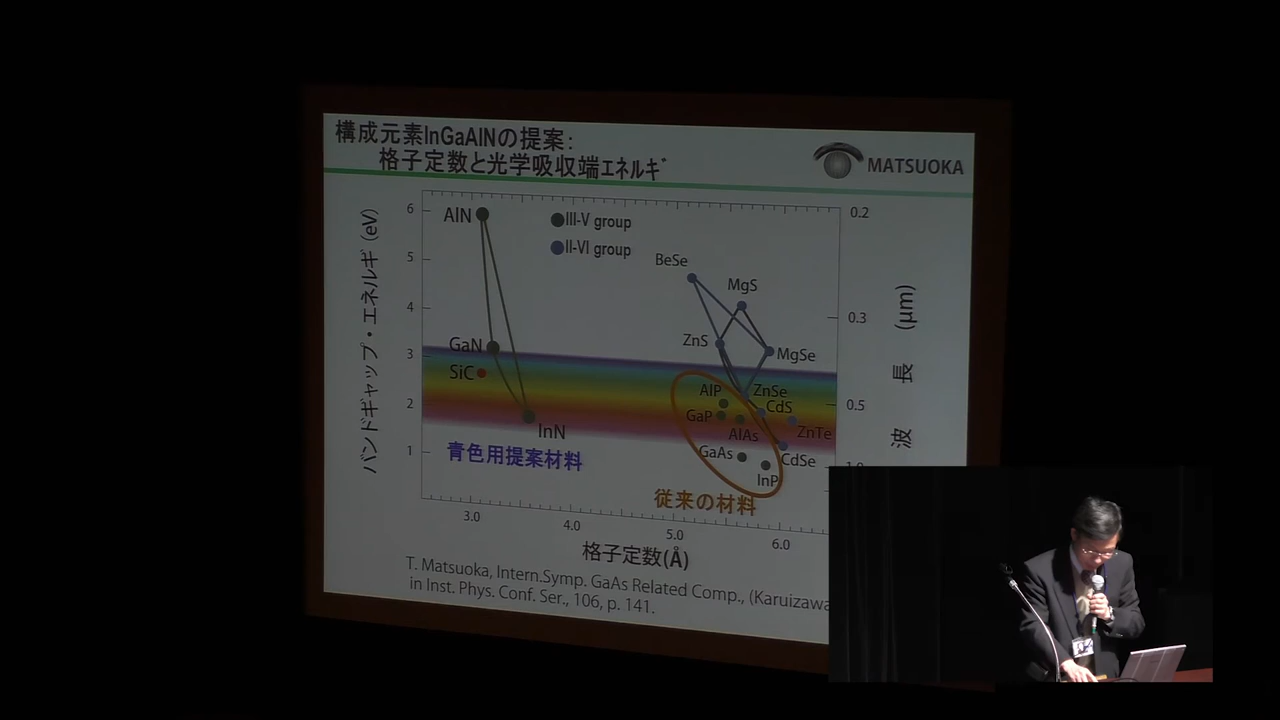 構成元素InGaAlNの提案:
格子定数と光学吸収端エネルギ
MATSUOKA
バンドギャップ・エネルギ (eV)
6
5
4
3
2
1
AlN
GaN
SiC
InN
III-V group
II-VI group
BeSe
MgS
ZnS
MgSe
ZnSe
CdS
ZnTe
CdSe
AlP
GaP
AlAs
GaAs
InP
青色用提案材料
従来の材料
0.2
0.3
0.5
波 長 (μm)
3.0
4.0
5.0
6.0
格子定数(Å)
T. Matsuoka, Intern.Symp. GaAs Related Comp., (Karuizawa
in Inst. Phys. Conf. Ser., 106, p. 141.